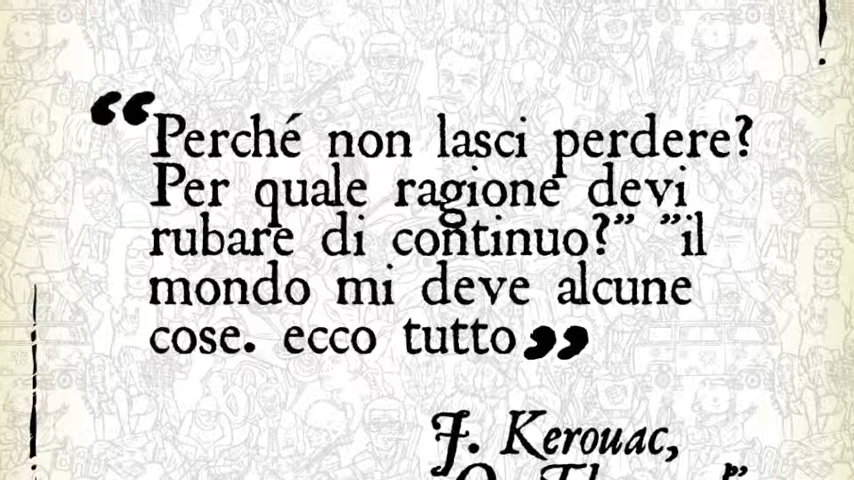 “Perché non lasci perdere?
Per quale ragione devi
rubare di continuo?” ”il
mondo mi deve alcune
cose. ecco tutto”
J. Kerouac,